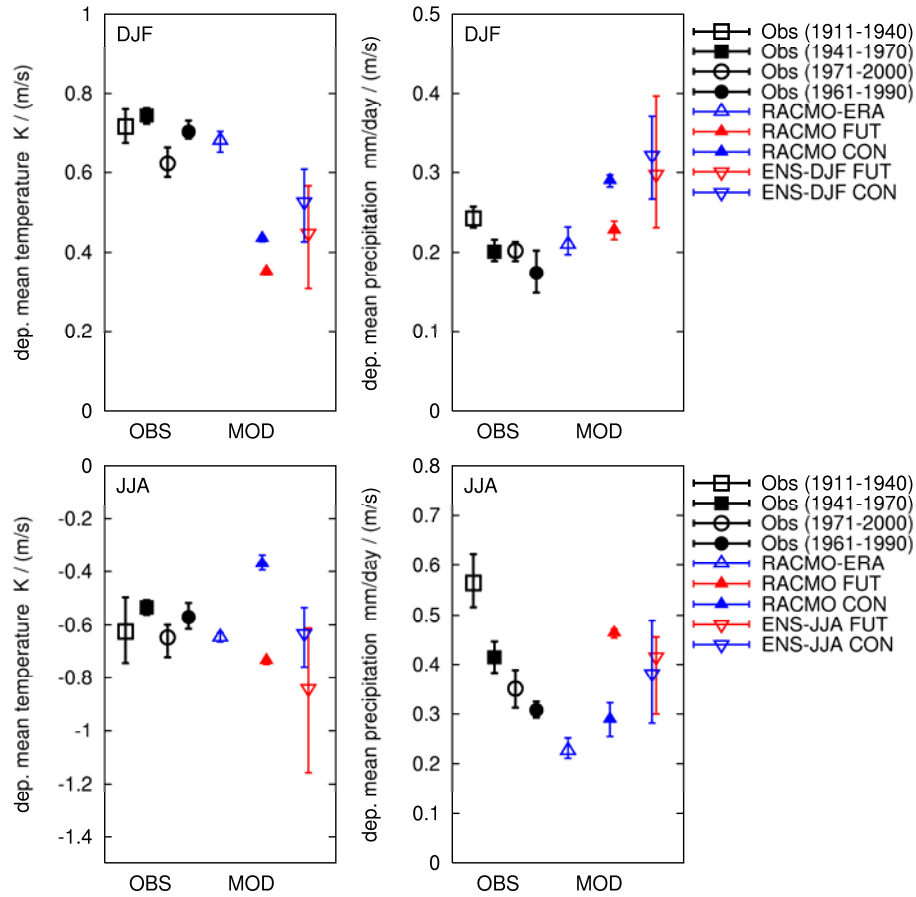 dep. mean temperature K / (m/s)
1
0.8
0.6
0.4
0.2
0
DJF
OBS MOD
dep. mean precipitation mm/day / (m/s)
0.5
0.4
0.3
0.2
0.1
0
DJF
OBS MOD
Obs (1911-1940)
Obs (1941-1970)
Obs (1971-2000)
Obs (1961-1990)
RACMO-ERA
RACMO FUT
RACMO CON
ENS-DJF FUT
ENS-DJF CON
dep. mean temperature K / (m/s)
0
-0.2
-0.4
-0.6
-0.8
-1
-1.2
-1.4
JJA
OBS MOD
dep. mean precipitation mm/day / (m/s)
0.8
0.7
0.6
0.5
0.4
0.3
0.2
0.1
0
JJA
OBS MOD
Obs (1911-1940)
Obs (1941-1970)
Obs (1971-2000)
Obs (1961-1990)
RACMO-ERA
RACMO FUT
RACMO CON
ENS-JJA FUT
ENS-JJA CON